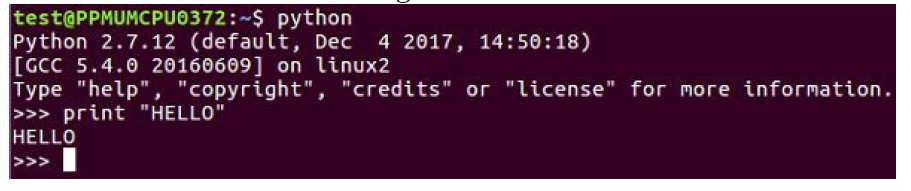 test@PPMUMCPU0372:~$ python
Python 2.7.12 (default, Dec  4 2017, 14:50:18)
[GCC 5.4.0 20160609] on linux2
Type "help", "copyright", "credits" or "license" for more information.
>>> print "HELLO"
HELLO
>>>